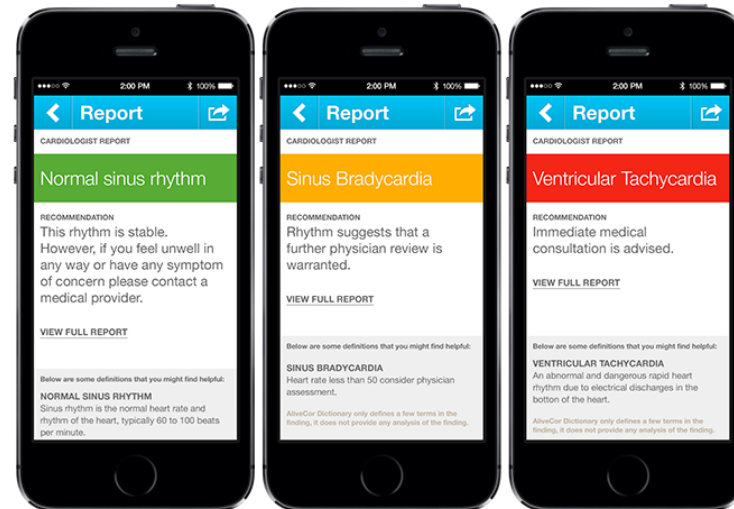 2:00 PM
100%
Report
CARDIOLOGIST REPORT
Normal sinus rhythm
RECOMMENDATION
This rhythm is stable.
However, if you feel unwell in
any way or have any symptom
of concern please contact a
medical provider.
VIEW FULL REPORT
Below are some definitions that you might find helpful:
NORMAL SINUS RHYTHM
Sinus rhythm is the normal heart rate and
rhythm of the heart, typically 60 to 100 beats
per minute.
2:00 PM
100%
Report
CARDIOLOGIST REPORT
Sinus Bradycardia
RECOMMENDATION
Rhythm suggests that a
further physician review is
warranted.
VIEW FULL REPORT
Below are some definitions that you might find helpful:
SINUS BRADYCARDIA
Heart rate less than 50 consider physician
assessment.
AliveCor Dictionary only defines a few terms in the
finding, it does not provide any analysis of the finding.
2:00 PM
100%
Report
CARDIOLOGIST REPORT
Ventricular Tachycardia
RECOMMENDATION
Immediate medical
consultation is advised.
VIEW FULL REPORT
Below are some definitions that you might find helpful:
VENTRICULAR TACHYCARDIA
An abnormal and dangerous rapid heart
rhythm due to electrical discharges in the
botton of the heart.
AliveCor Dictionary only defines a few terms in the
finding, it does not provide any analysis of the finding.